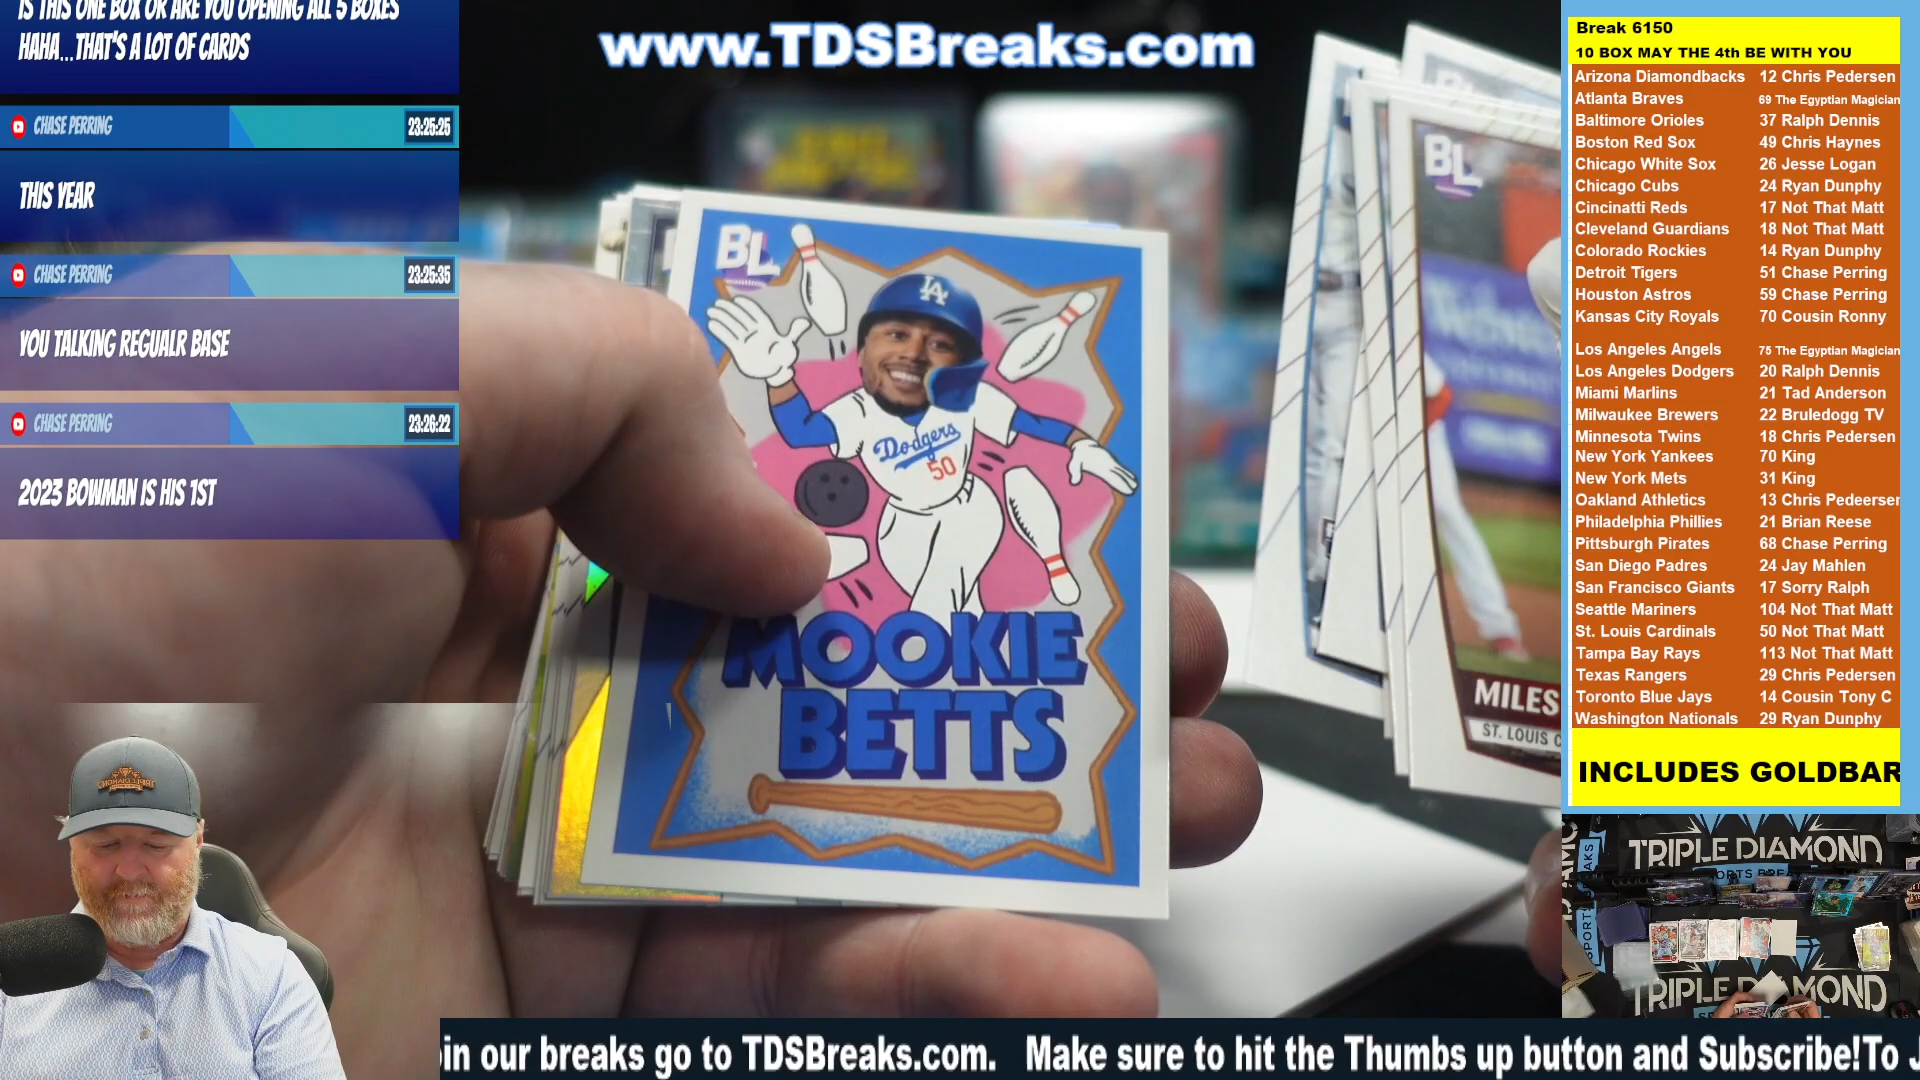 IS THIS ONE BOX OR ARE YOU OPENING ALL 5 BOXES
HAHA...THAT'S A LOT OF CARDS
CHASE PERRING
23:25:25
THIS YEAR
CHASE PERRING
23:25:35
YOU TALKING REGUALR BASE
CHASE PERRING
23:26:22
2023 BOWMAN IS HIS 1ST
www.TDSBreaks.com
BL
LA
Dodgers
50
MOOKIE
BETTS
BL
MILES
ST. LOUIS C
Break 6150
10 BOX MAY THE 4th BE WITH YOU
Arizona Diamondbacks 12 Chris Pedersen
Atlanta Braves 69 The Egyptian Magician
Baltimore Orioles 37 Ralph Dennis
Boston Red Sox 49 Chris Haynes
Chicago White Sox 26 Jesse Logan
Chicago Cubs 24 Ryan Dunphy
Cincinatti Reds 17 Not That Matt
Cleveland Guardians 18 Not That Matt
Colorado Rockies 14 Ryan Dunphy
Detroit Tigers 51 Chase Perring
Houston Astros 59 Chase Perring
Kansas City Royals 70 Cousin Ronny
Los Angeles Angels 75 The Egyptian Magician
Los Angeles Dodgers 20 Ralph Dennis
Miami Marlins 21 Tad Anderson
Milwaukee Brewers 22 Bruledogg TV
Minnesota Twins 18 Chris Pedersen
New York Yankees 70 King
New York Mets 31 King
Oakland Athletics 13 Chris Pedeersen
Philadelphia Phillies 21 Brian Reese
Pittsburgh Pirates 68 Chase Perring
San Diego Padres 24 Jay Mahlen
San Francisco Giants 17 Sorry Ralph
Seattle Mariners 104 Not That Matt
St. Louis Cardinals 50 Not That Matt
Tampa Bay Rays 113 Not That Matt
Texas Rangers 29 Chris Pedersen
Toronto Blue Jays 14 Cousin Tony C
Washington Nationals 29 Ryan Dunphy
INCLUDES GOLDBAR
TRIPLE DIAMOND
TRIPLE DIAMOND
in our breaks go to TDSBreaks.com. Make sure to hit the Thumbs up button and Subscribe!To J